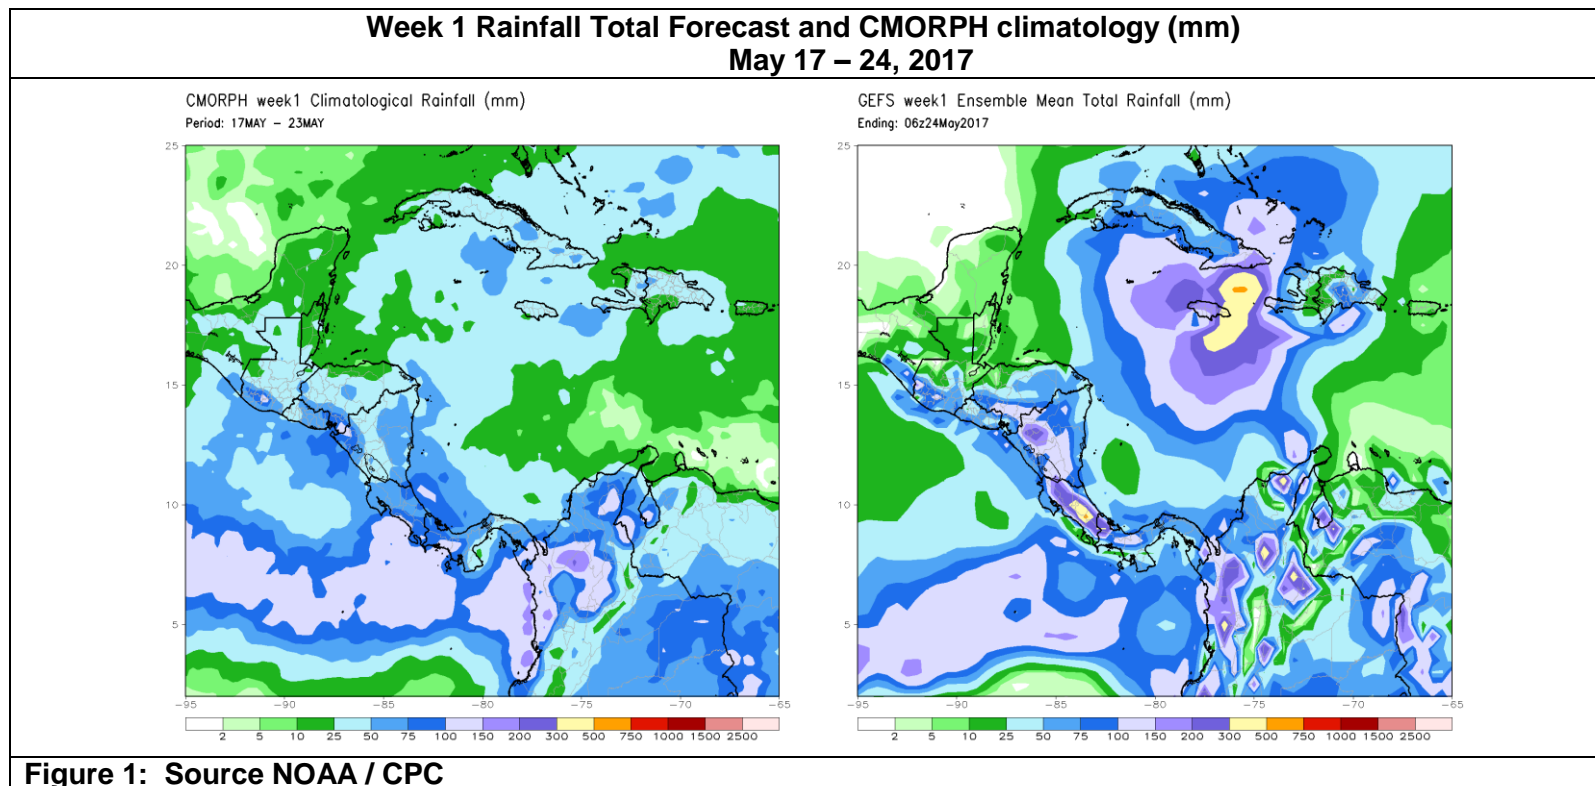 Week 1 Rainfall Total Forecast and CMORPH climatology (mm)
May 17 – 24, 2017
CMORPH week1 Climatological Rainfall (mm)
Period: 17MAY – 23MAY
25
20
15
10
5
-95 -90 -85 -80 -75 -70 -65
2 5 10 25 50 75 100 150 200 300 500 750 1000 1500 2500
GEFS week1 Ensemble Mean Total Rainfall (mm)
Ending: 06z24May2017
25
20
15
10
5
-95 -90 -85 -80 -75 -70 -65
2 5 10 25 50 75 100 150 200 300 500 750 1000 1500 2500
Figure 1: Source NOAA / CPC